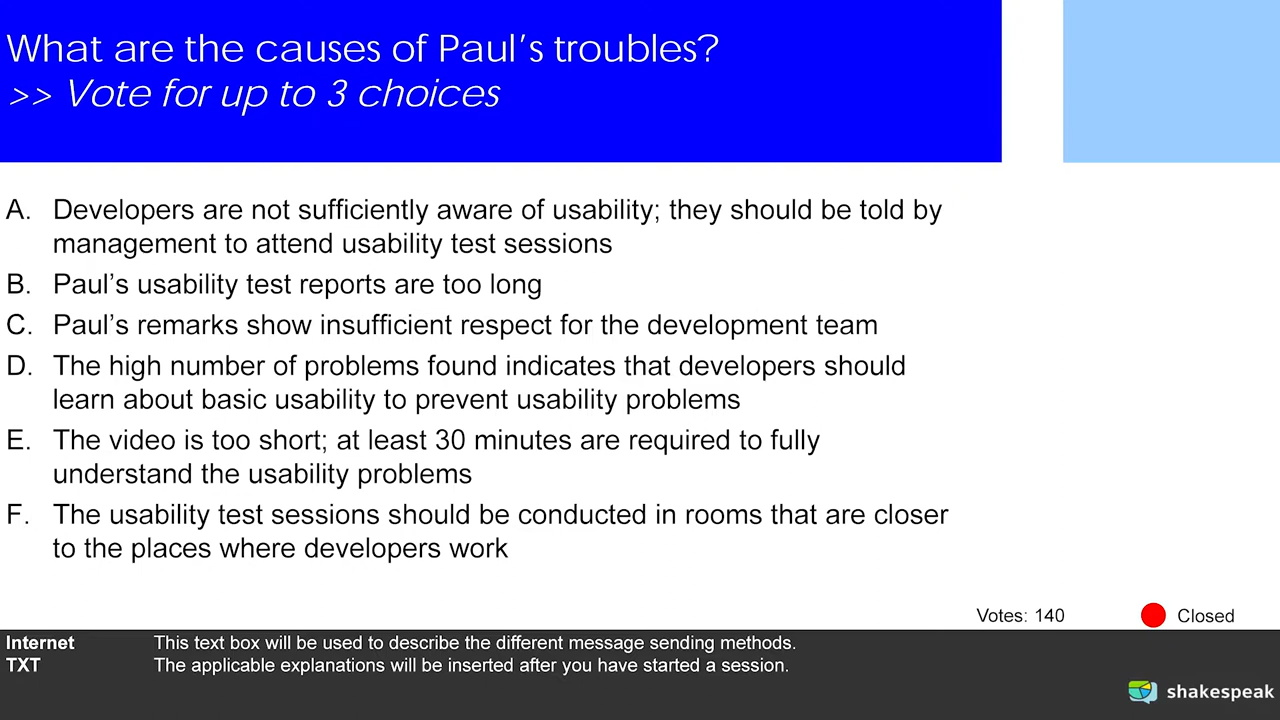 What are the causes of Paul's troubles?
>> Vote for up to 3 choices
A. Developers are not sufficiently aware of usability; they should be told by
management to attend usability test sessions
B. Paul's usability test reports are too long
C. Paul's remarks show insufficient respect for the development team
D. The high number of problems found indicates that developers should
learn about basic usability to prevent usability problems
E. The video is too short; at least 30 minutes are required to fully
understand the usability problems
F. The usability test sessions should be conducted in rooms that are closer
to the places where developers work
Votes: 140 Closed
Internet This text box will be used to describe the different message sending methods.
TXT The applicable explanations will be inserted after you have started a session.
shakespeak